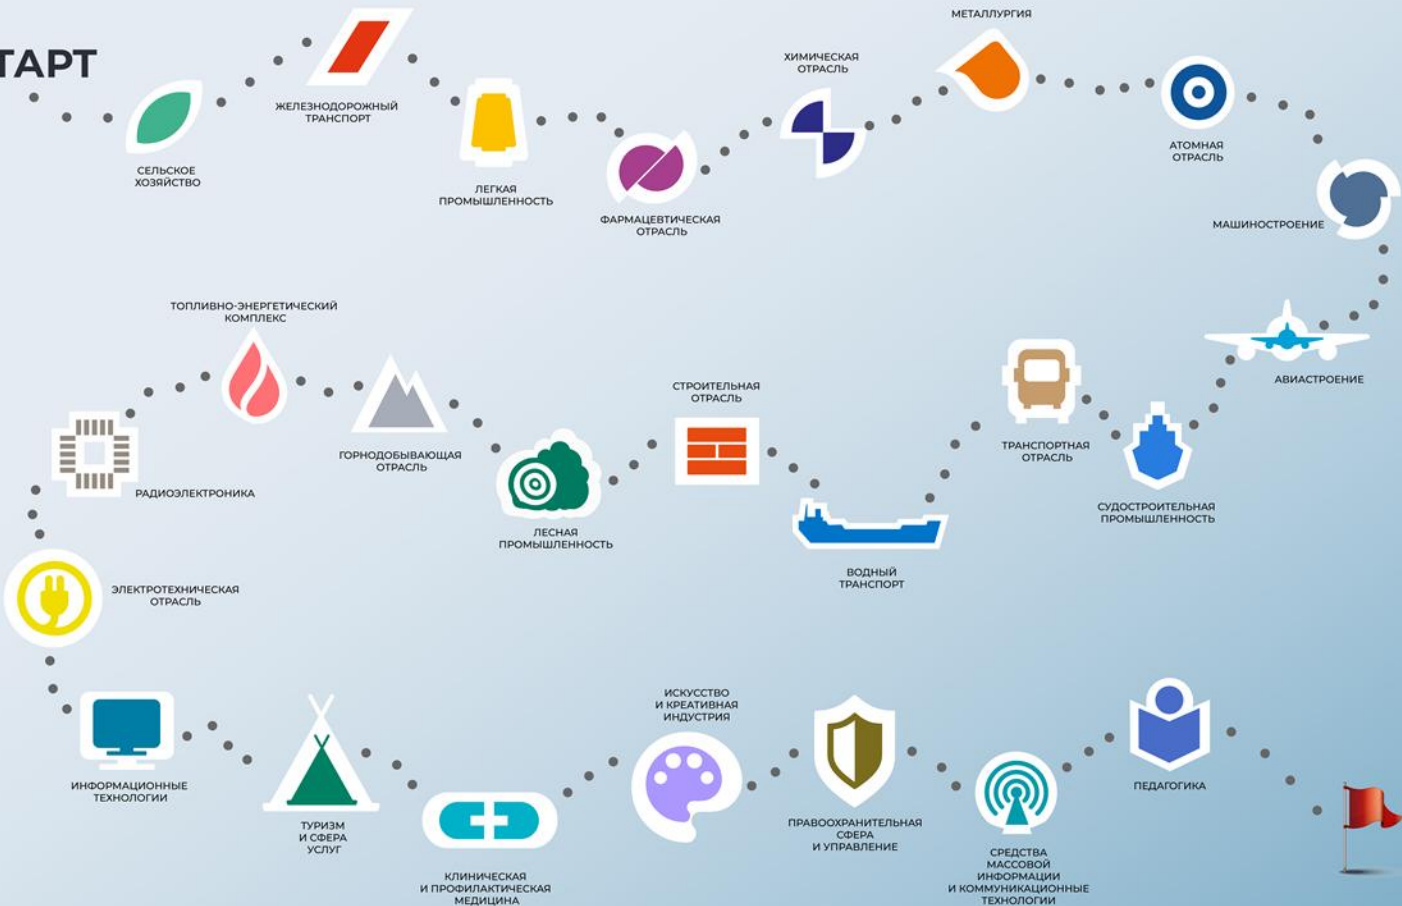 ТАРТ
СЕЛЬСКОЕ
ХОЗЯЙСТВО
ЖЕЛЕЗНОДОРОЖНЫЙ
ТРАНСПОРТ
ЛЕГКАЯ
ПРОМЫШЛЕННОСТЬ
ФАРМАЦЕВТИЧЕСКАЯ
ОТРАСЛЬ
ХИМИЧЕСКАЯ
ОТРАСЛЬ
МЕТАЛЛУРГИЯ
АТОМНАЯ
ОТРАСЛЬ
МАШИНОСТРОЕНИЕ
АВИАСТРОЕНИЕ
СУДОСТРОИТЕЛЬНАЯ
ПРОМЫШЛЕННОСТЬ
ТРАНСПОРТНАЯ
ОТРАСЛЬ
ВОДНЫЙ
ТРАНСПОРТ
СТРОИТЕЛЬНАЯ
ОТРАСЛЬ
ЛЕСНАЯ
ПРОМЫШЛЕННОСТЬ
ГОРНОДОБЫВАЮЩАЯ
ОТРАСЛЬ
ТОПЛИВНО-ЭНЕРГЕТИЧЕСКИЙ
КОМПЛЕКС
РАДИОЭЛЕКТРОНИКА
ЭЛЕКТРОТЕХНИЧЕСКАЯ
ОТРАСЛЬ
ИНФОРМАЦИОННЫЕ
ТЕХНОЛОГИИ
ТУРИЗМ
И СФЕРА
УСЛУГ
КЛИНИЧЕСКАЯ
И ПРОФИЛАКТИЧЕСКАЯ
МЕДИЦИНА
ИСКУССТВО
И КРЕАТИВНАЯ
ИНДУСТРИЯ
ПРАВООХРАНИТЕЛЬНАЯ
СФЕРА
И УПРАВЛЕНИЕ
СРЕДСТВА
МАССОВОЙ
ИНФОРМАЦИИ
И КОММУНИКАЦИОННЫЕ
ТЕХНОЛОГИИ
ПЕДАГОГИКА